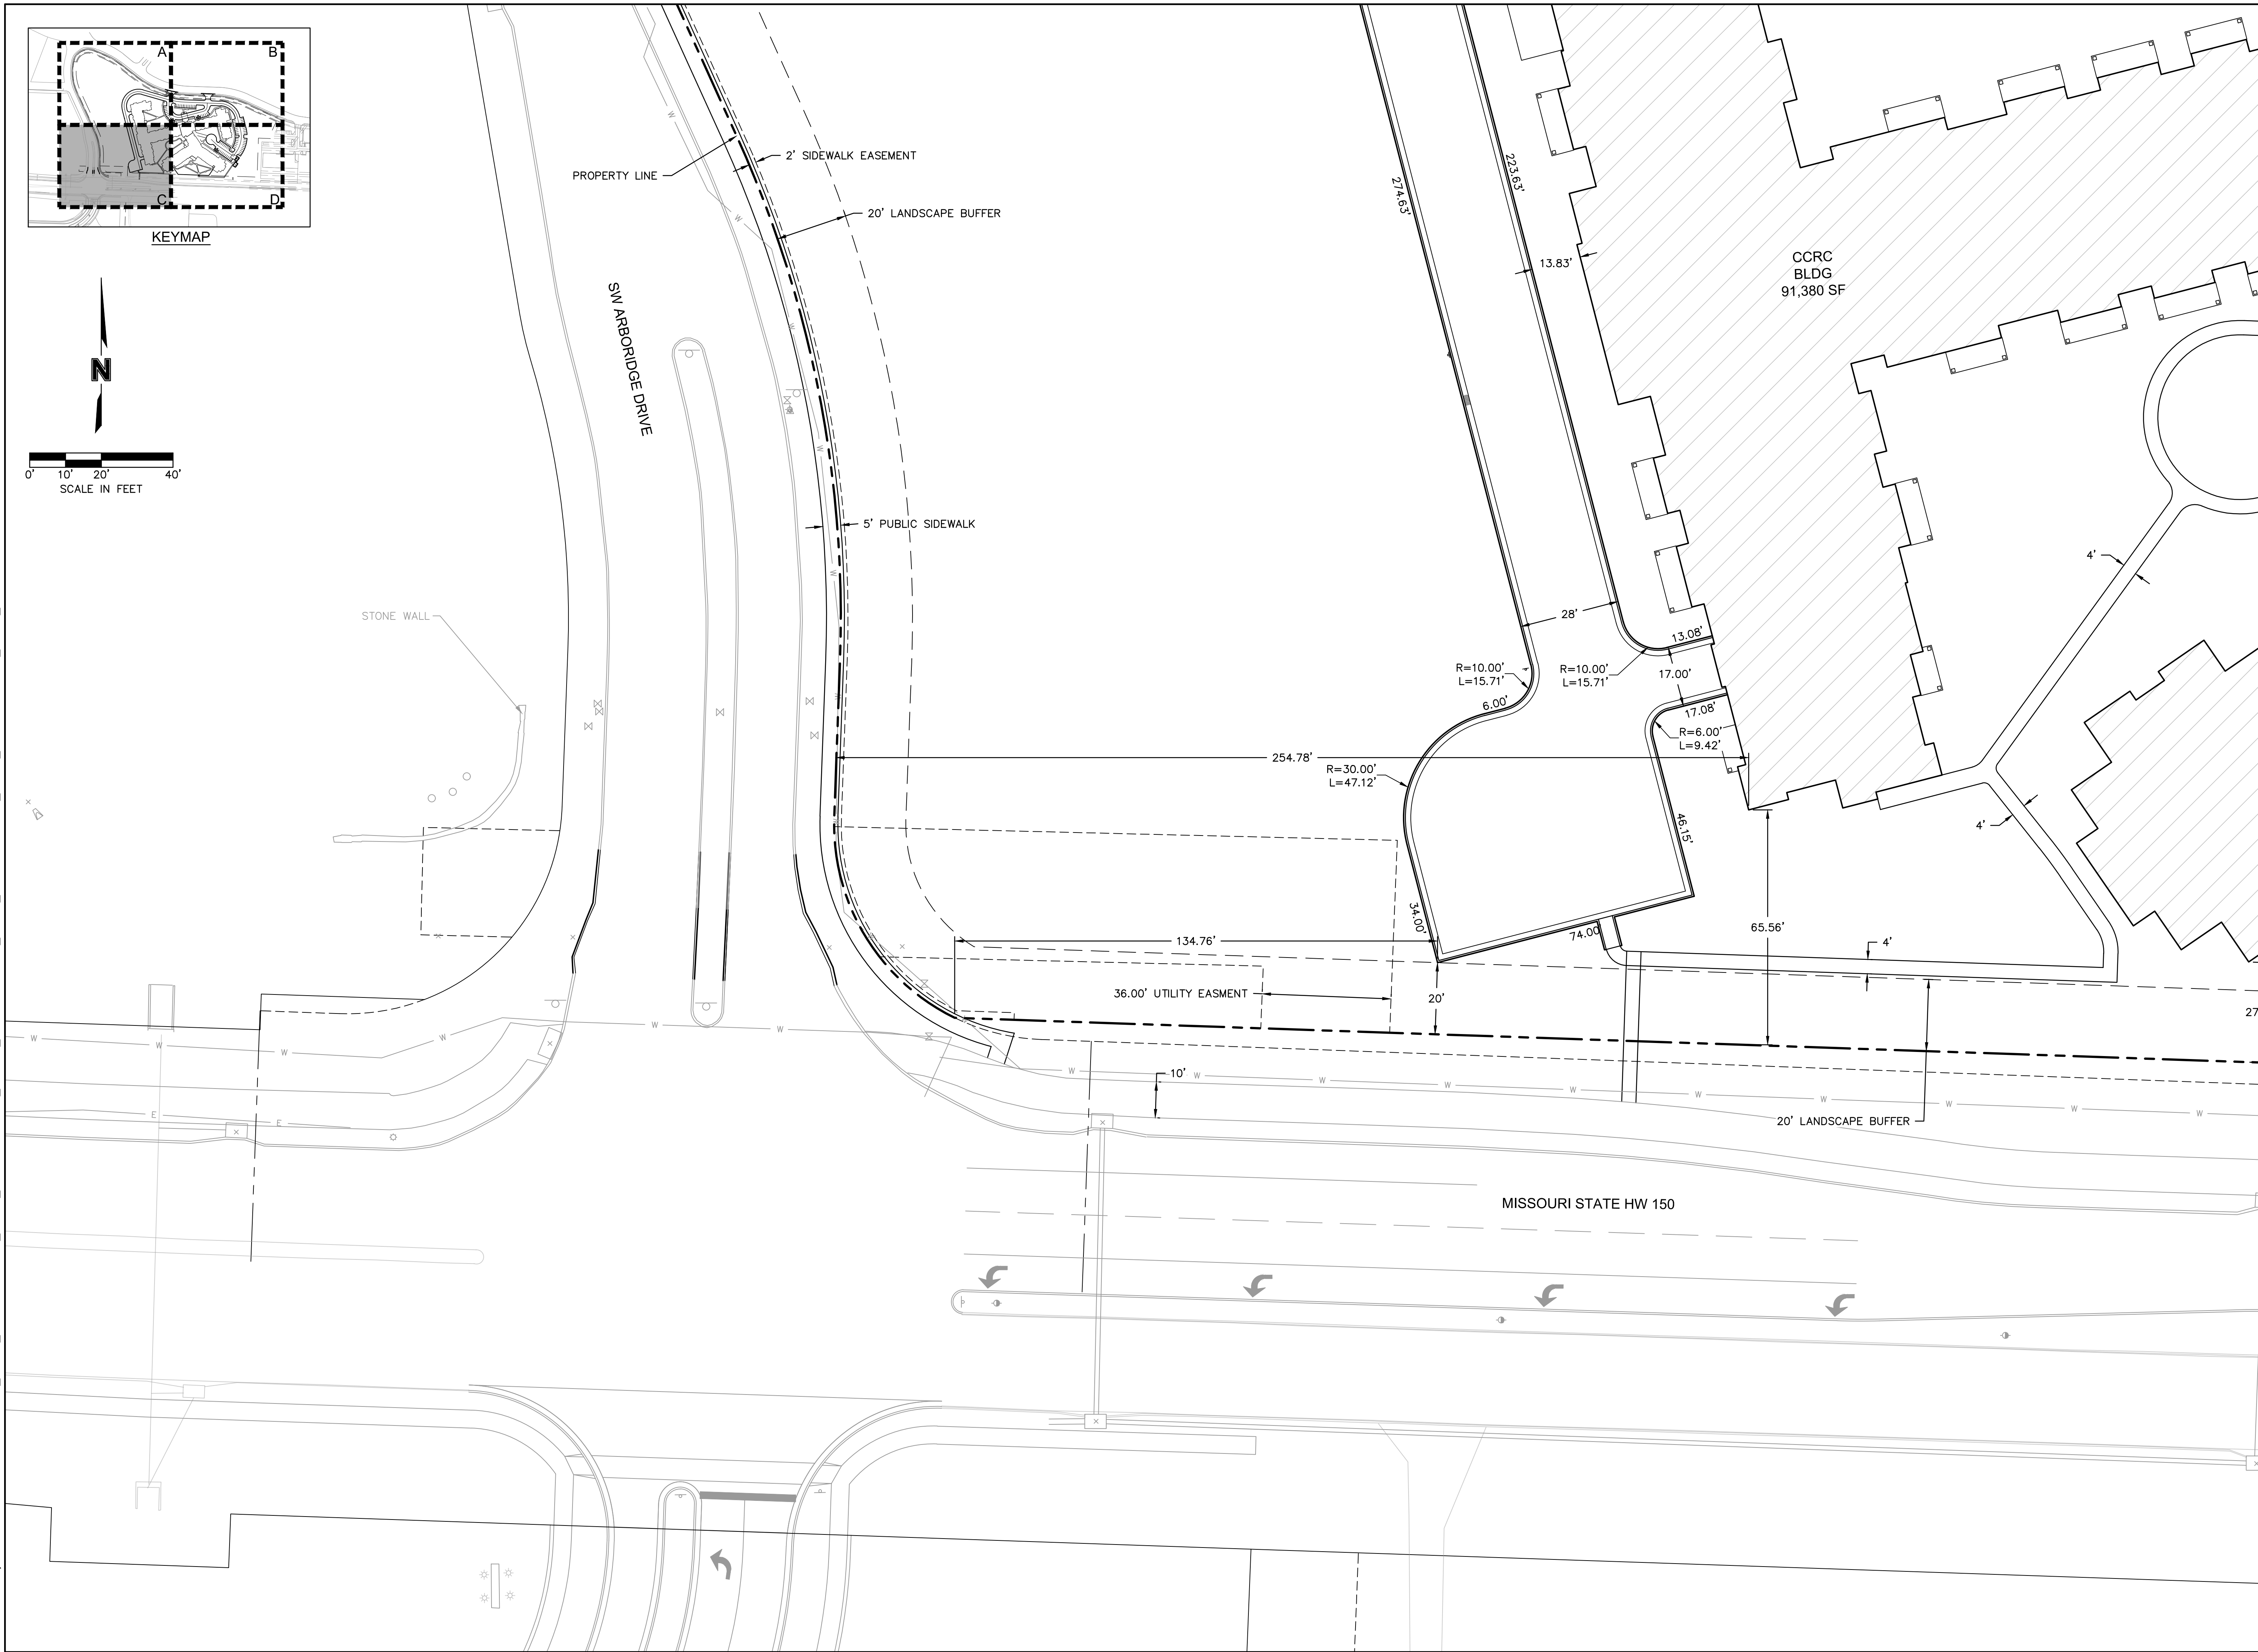 A
B
C
D
KEYMAP
N
0' 10' 20' 40'
SCALE IN FEET
2' SIDEWALK EASEMENT
PROPERTY LINE
20' LANDSCAPE BUFFER
SW ARBORIDGE DRIVE
5' PUBLIC SIDEWALK
STONE WALL
274.63'
223.63'
13.83'
CCRC
BLDG
91,380 SF
4'
28'
13.08'
R=10.00'
L=15.71'
R=10.00'
L=15.71'
17.00'
6.00'
17.08'
R=6.00'
L=9.42'
254.78'
R=30.00'
L=47.12'
46.15'
4'
34.00'
74.00
65.56'
134.76'
4'
36.00' UTILITY EASMENT
20'
27
10'
W W W W W W W
W W W W W W W W W W
E E
20' LANDSCAPE BUFFER
MISSOURI STATE HW 150